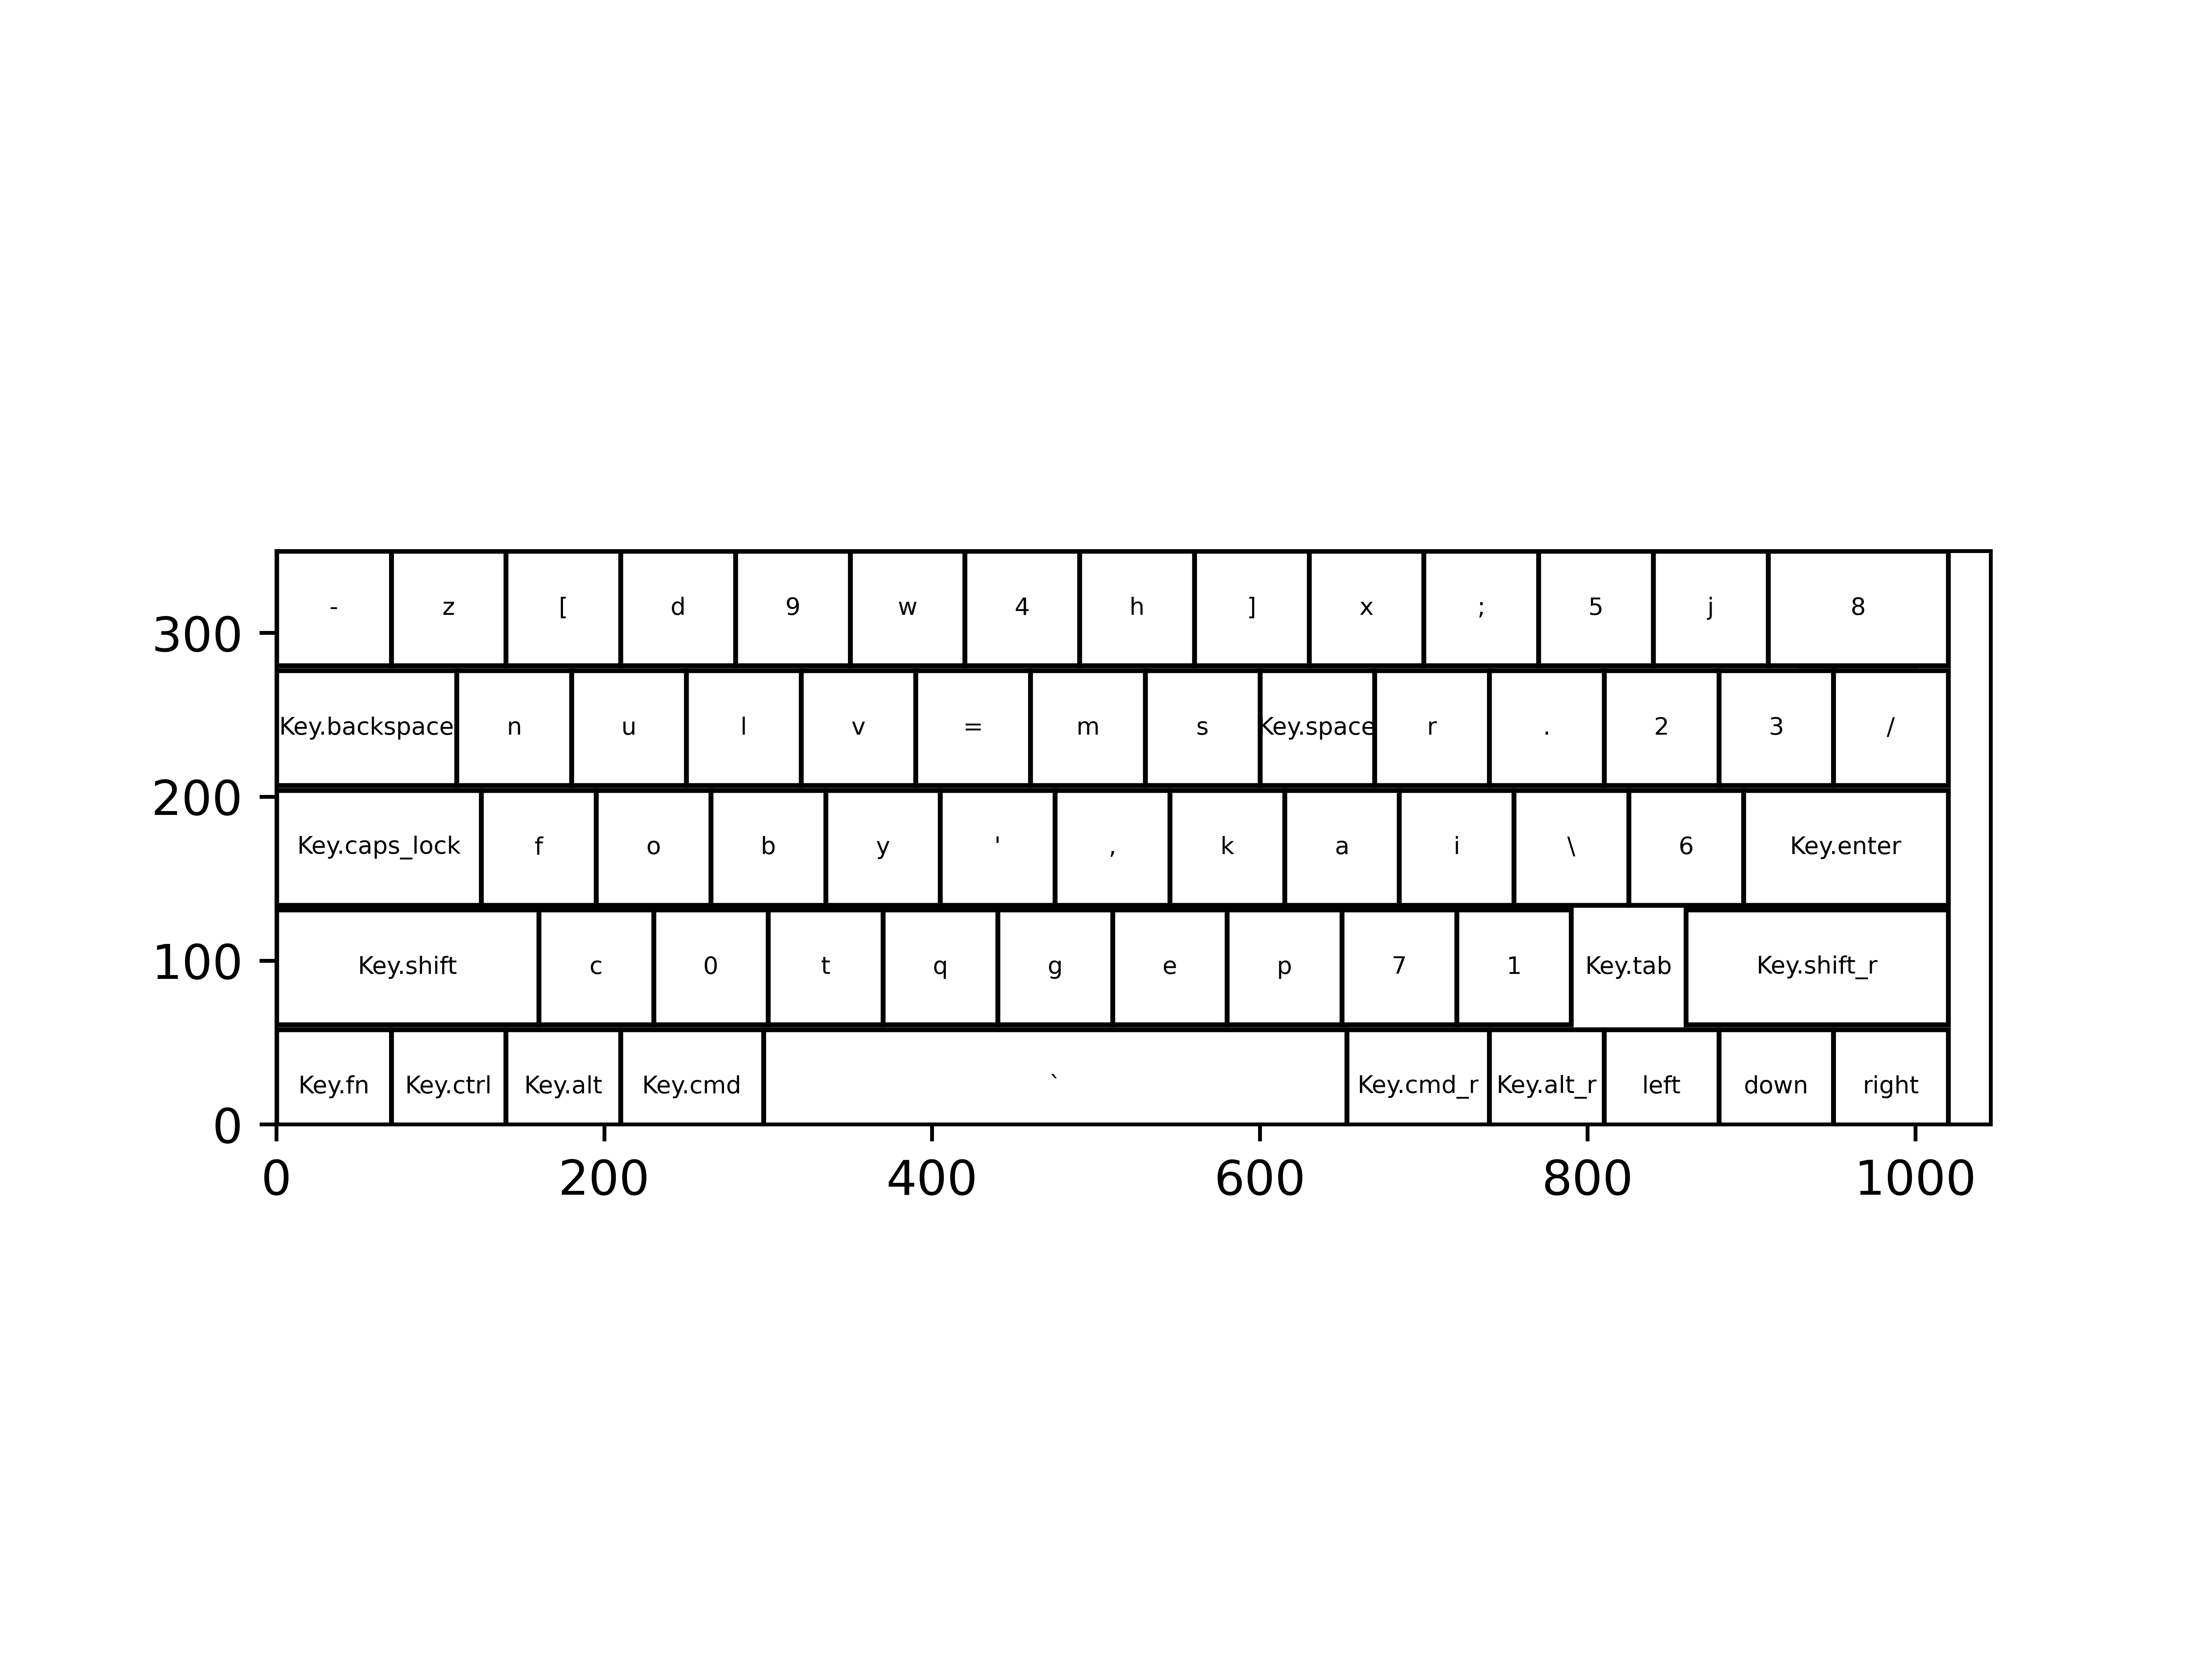 - z [ d 9 w 4 h ] x ; 5 j 8
300
Key.backspace n u l v = m s Key.space r . 2 3 /
200
Key.caps_lock f o b y ' , k a i \ 6 Key.enter
100
Key.shift c 0 t q g e p 7 1 Key.tab Key.shift_r
Key.fn Key.ctrl Key.alt Key.cmd ` Key.cmd_r Key.alt_r left down right
0
0 200 400 600 800 1000